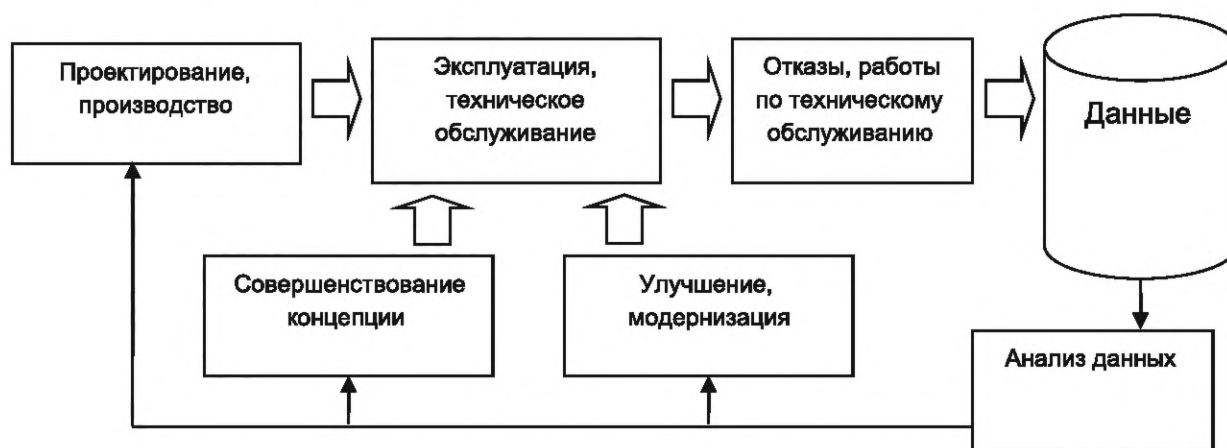 Проектирование,
производство
Эксплуатация,
техническое
обслуживание
Отказы, работы
по техническому
обслуживанию
Данные
Совершенствование
концепции
Улучшение,
модернизация
Анализ данных